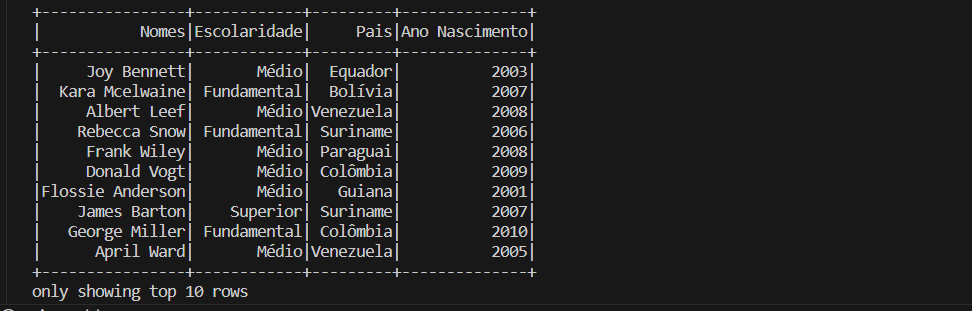 +----------------+------------+---------+--------------+
|           Nomes|Escolaridade|     Pais|Ano Nascimento|
+----------------+------------+---------+--------------+
|     Joy Bennett|       Médio|  Equador|          2003|
|  Kara Mcelwaine| Fundamental|  Bolívia|          2007|
|     Albert Leef|       Médio|Venezuela|          2008|
|    Rebecca Snow| Fundamental| Suriname|          2006|
|     Frank Wiley|       Médio| Paraguai|          2008|
|     Donald Vogt|       Médio| Colômbia|          2009|
|Flossie Anderson|       Médio|   Guiana|          2001|
|    James Barton|    Superior| Suriname|          2007|
|   George Miller| Fundamental| Colômbia|          2010|
|      April Ward|       Médio|Venezuela|          2005|
+----------------+------------+---------+--------------+
only showing top 10 rows